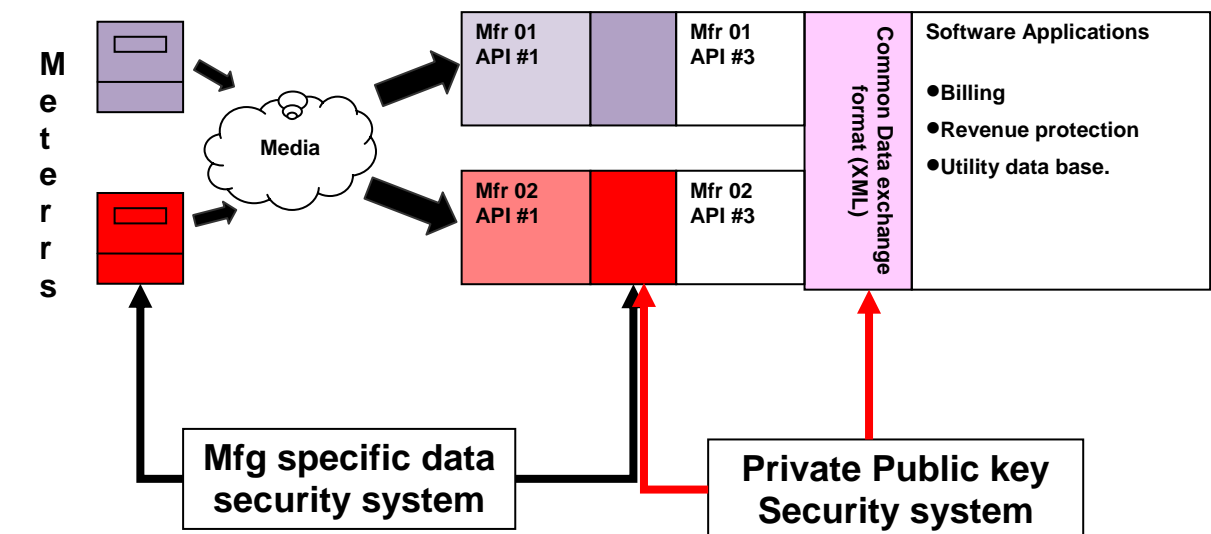 Meterrs
Media
Mfr 01
API #1
Mfr 01
API #3
Mfr 02
API #1
Mfr 02
API #3
Common Data exchange
format (XML)
Software Applications
●Billing
●Revenue protection
●Utility data base.
Mfg specific data
security system
Private Public key
Security system